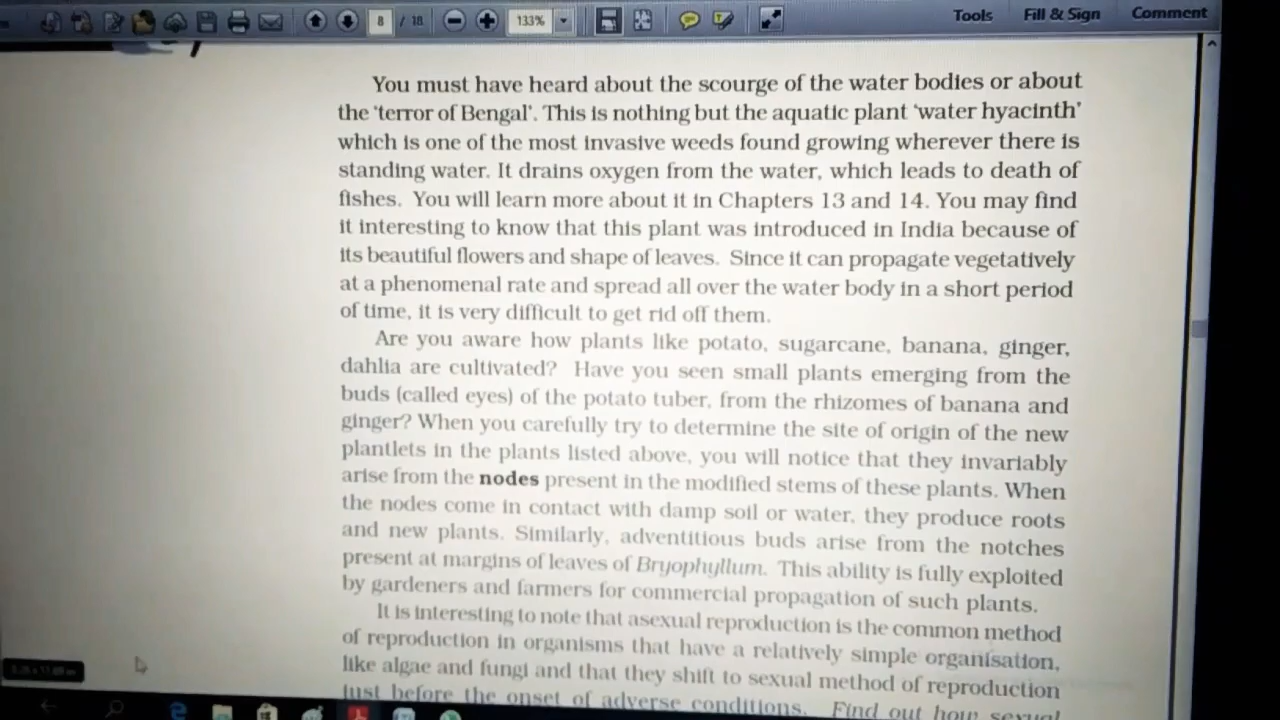 8 / 18
133%
Tools Fill & Sign Comment
You must have heard about the scourge of the water bodies or about
the 'terror of Bengal'. This is nothing but the aquatic plant 'water hyacinth'
which is one of the most invasive weeds found growing wherever there is
standing water. It drains oxygen from the water, which leads to death of
fishes. You will learn more about it in Chapters 13 and 14. You may find
it interesting to know that this plant was introduced in India because of
its beautiful flowers and shape of leaves. Since it can propagate vegetatively
at a phenomenal rate and spread all over the water body in a short period
of time, it is very difficult to get rid off them.
Are you aware how plants like potato, sugarcane, banana, ginger,
dahlia are cultivated? Have you seen small plants emerging from the
buds (called eyes) of the potato tuber, from the rhizomes of banana and
ginger? When you carefully try to determine the site of origin of the new
plantlets in the plants listed above, you will notice that they invariably
arise from the nodes present in the modified stems of these plants. When
the nodes come in contact with damp soil or water, they produce roots
and new plants. Similarly, adventitious buds arise from the notches
present at margins of leaves of Bryophyllum. This ability is fully exploited
by gardeners and farmers for commercial propagation of such plants.
It is interesting to note that asexual reproduction is the common method
of reproduction in organisms that have a relatively simple organisation,
like algae and fungi and that they shift to sexual method of reproduction
just before the onset of adverse conditions. Find out how sexual